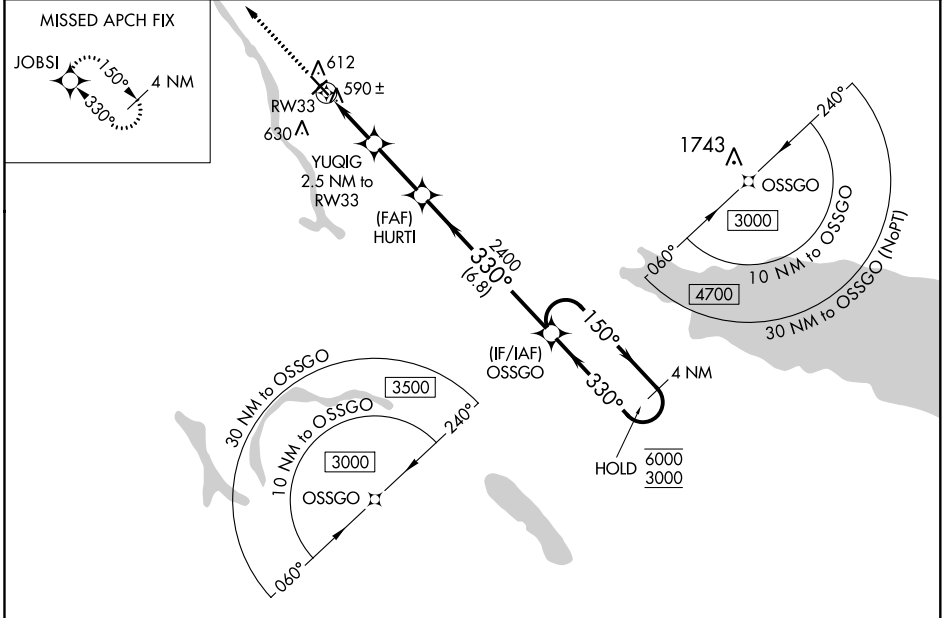 MISSED APCH FIX
JOBSI
150°
330°
4 NM
612
590 ±
RW33
630
YUQIG
2.5 NM to
RW33
(FAF)
HURTI
2400
330°
(6.8)
(IF/IAF)
OSSGO
150°
330°
4 NM
HOLD
6000
3000
1743
OSSGO
240°
060°
3000
10 NM to OSSGO
4700
30 NM to OSSGO (NoPT)
30 NM to OSSGO
3500
10 NM to OSSGO
3000
OSSGO
240°
060°